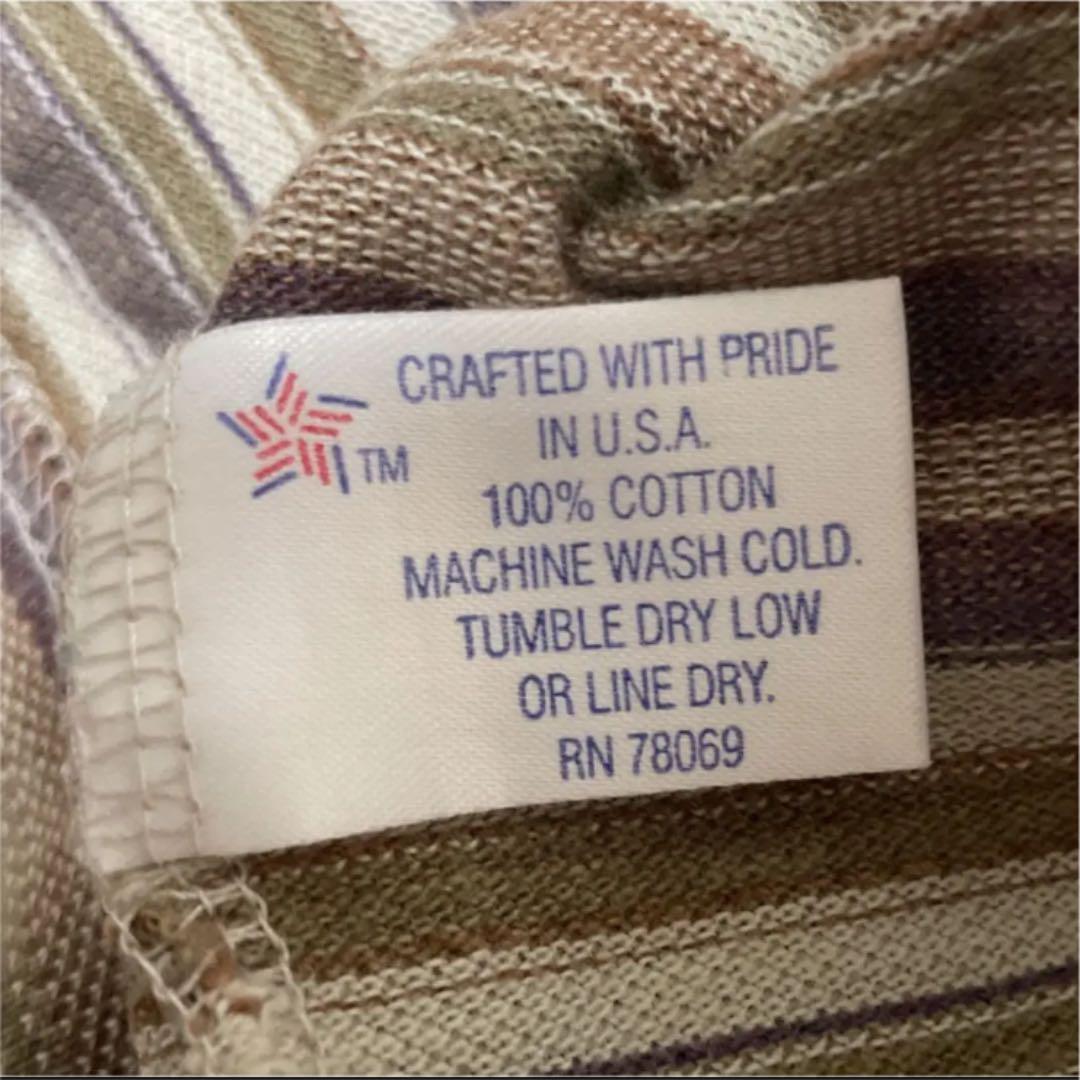 CRAFTED WITH PRIDE
IN U.S.A.
TM
100% COTTON
MACHINE WASH COLD.
TUMBLE DRY LOW
OR LINE DRY.
RN 78069